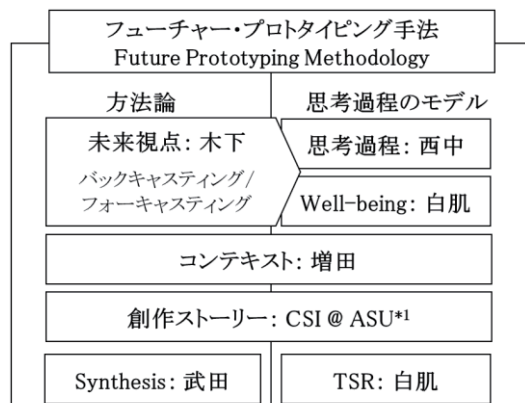 フューチャー・プロトタイピング手法
Future Prototyping Methodology
方法論
思考過程のモデル
未来視点: 木下
バックキャスティング/
フォーキャスティング
思考過程: 西中
Well-being: 白肌
コンテキスト: 増田
創作ストーリー: CSI @ ASU*1
Synthesis: 武田
TSR: 白肌